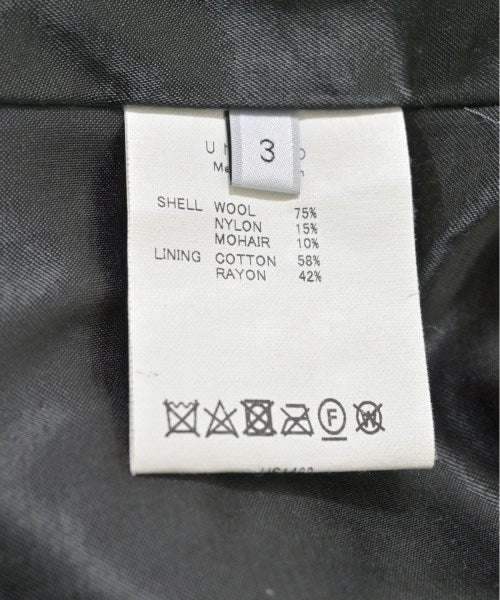 3
SHELL WOOL 75%
NYLON 15%
MOHAIR 10%
LINING COTTON 58%
RAYON 42%
F
W